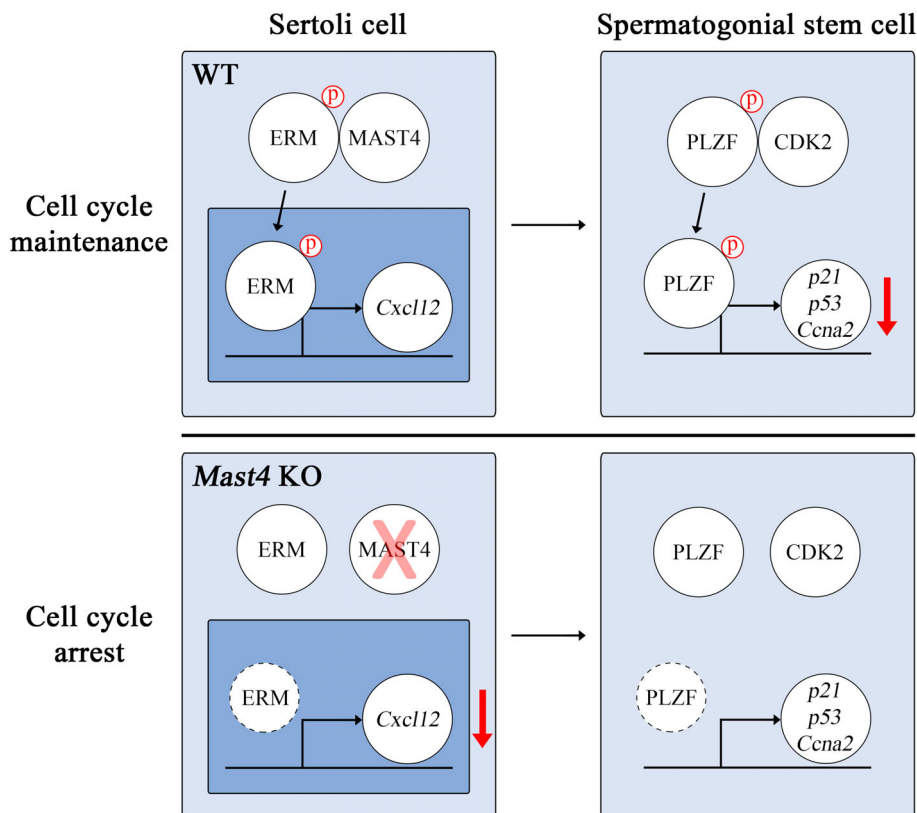 Sertoli cell
Spermatogonial stem cell
Cell cycle
maintenance
WT
p
ERM
MAST4
p
ERM
Cxcl12
p
PLZF
CDK2
p
PLZF
p21
p53
Ccna2
Cell cycle
arrest
Mast4 KO
ERM
MAST4
ERM
Cxcl12
PLZF
CDK2
PLZF
p21
p53
Ccna2